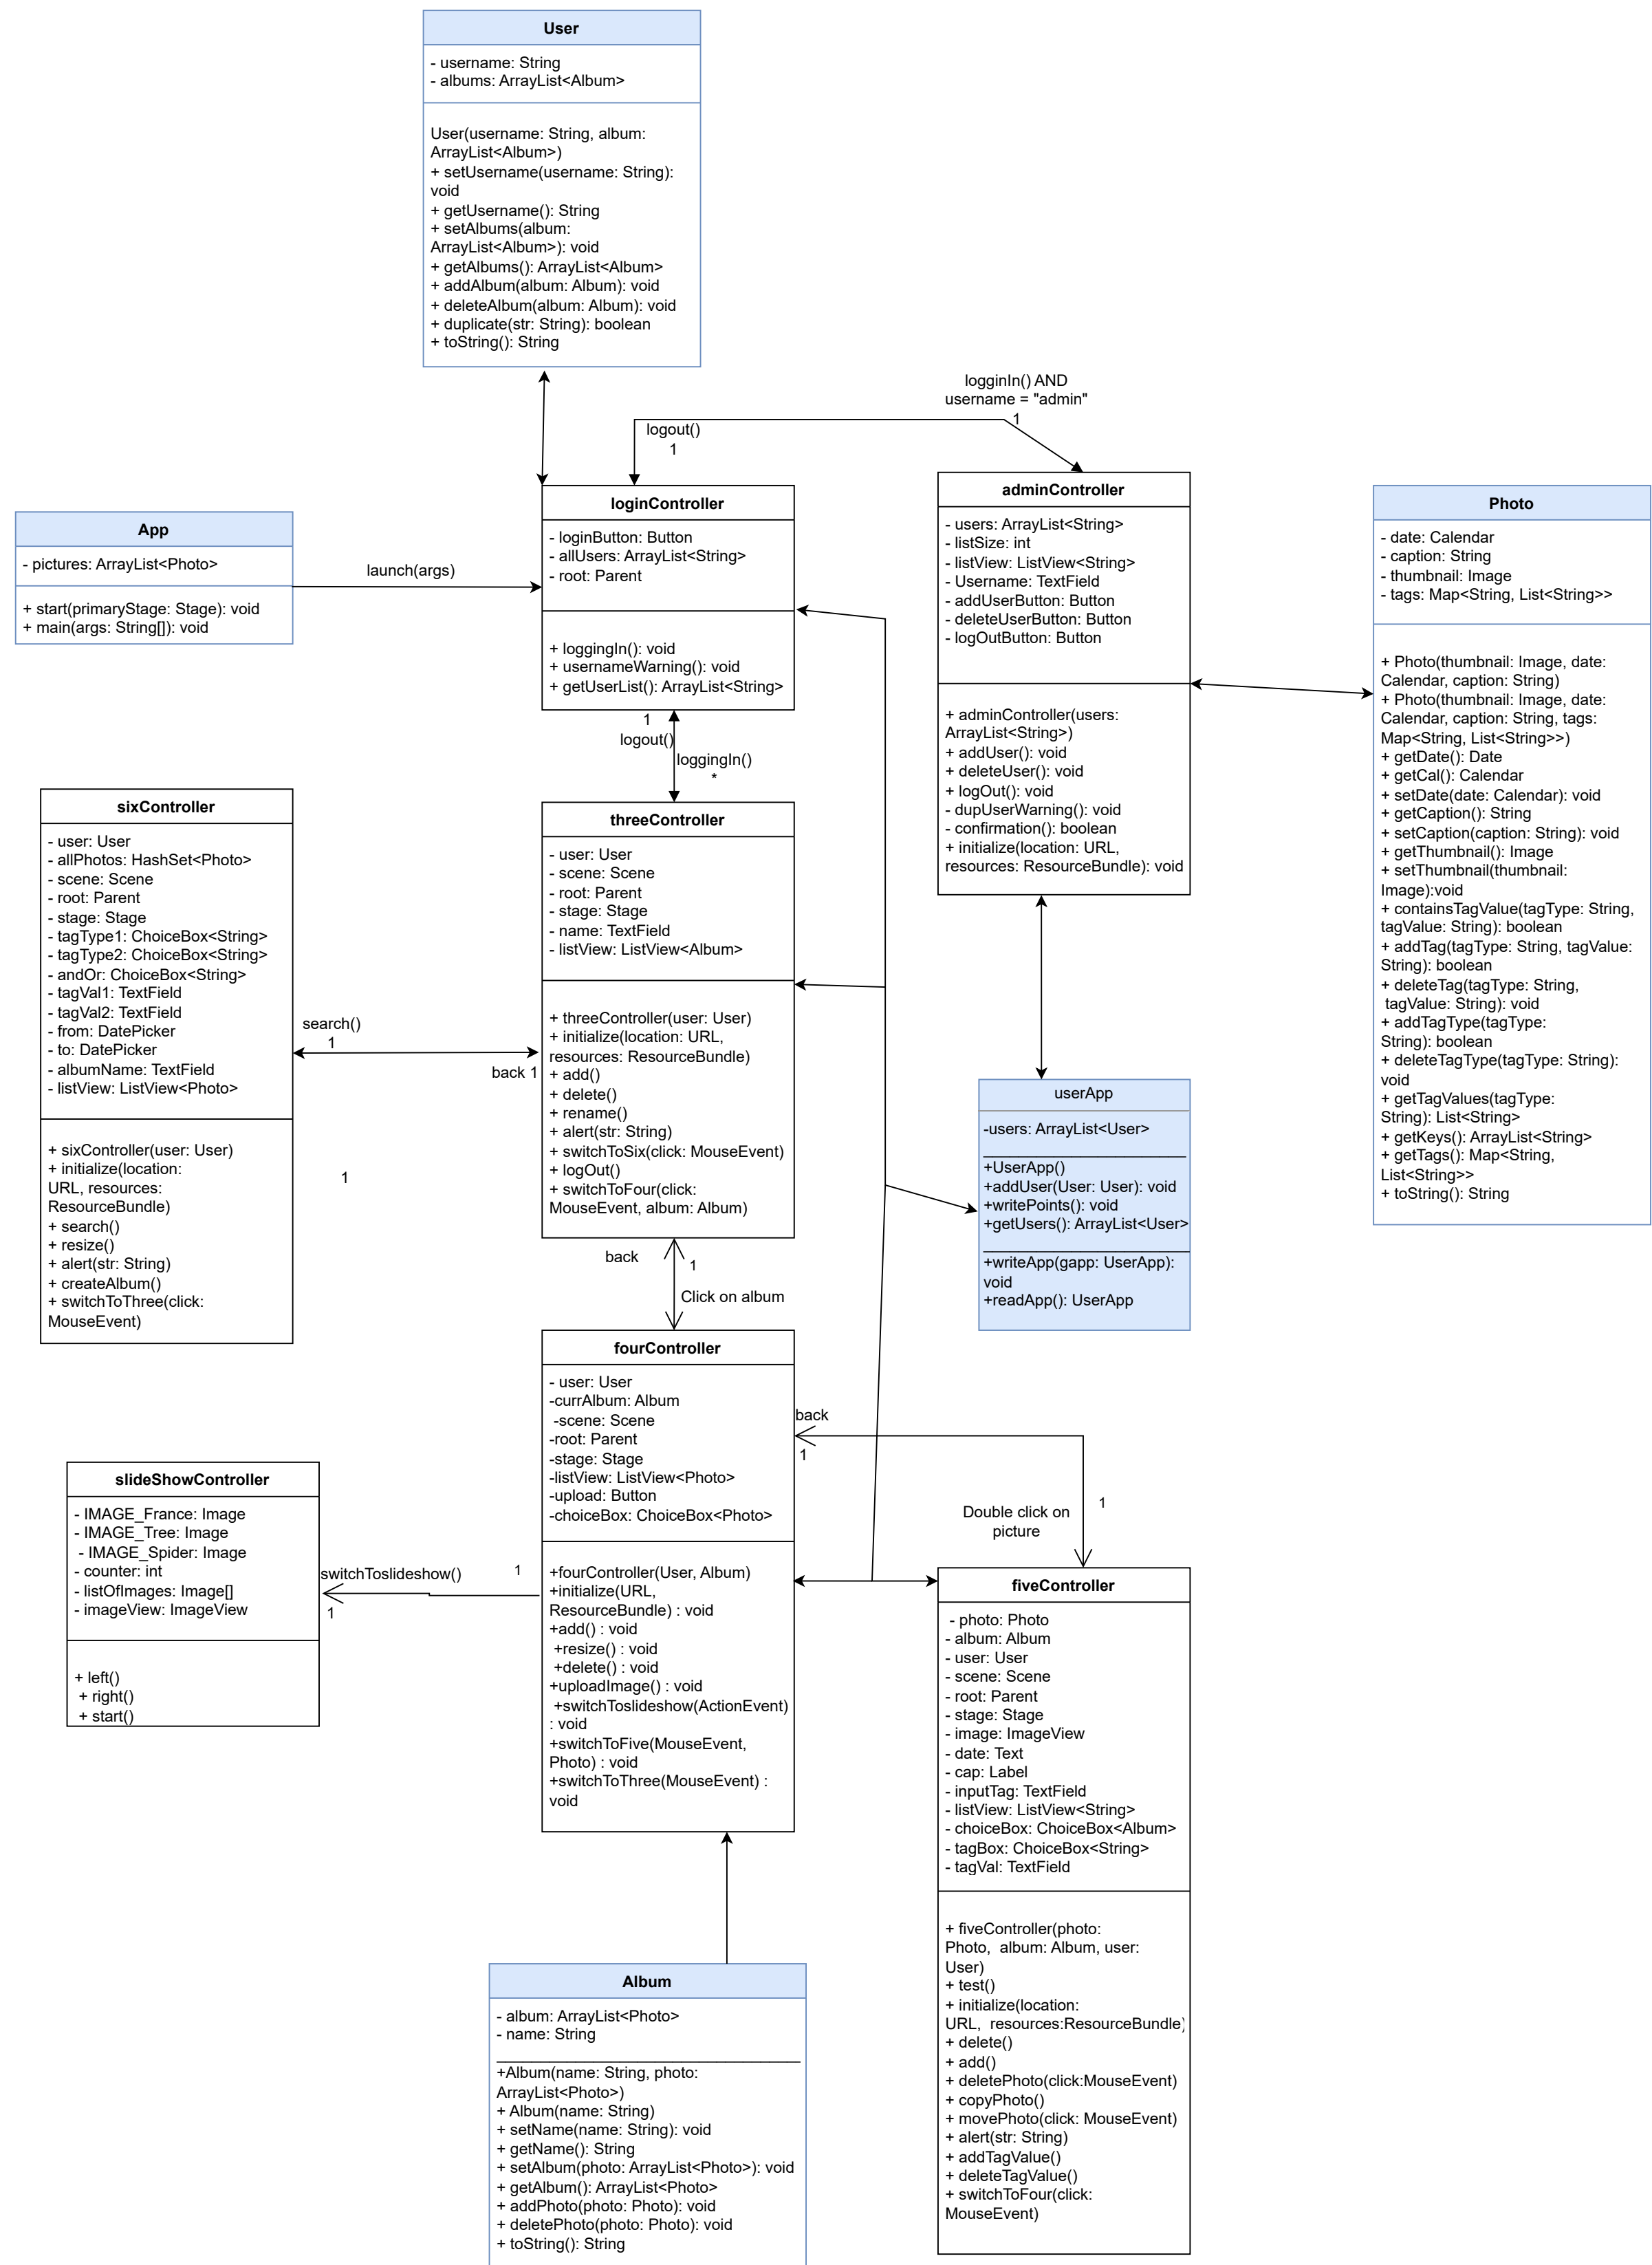 User
- username: String
- albums: ArrayList<Album>
User(username: String, album:
ArrayList<Album>)
+ setUsername(username: String):
void
+ getUsername(): String
+ setAlbums(album:
ArrayList<Album>): void
+ getAlbums(): ArrayList<Album>
+ addAlbum(album: Album): void
+ deleteAlbum(album: Album): void
+ duplicate(str: String): boolean
+ toString(): String
logginIn() AND
username = "admin"
1
logout()
1
App
- pictures: ArrayList<Photo>
+ start(primaryStage: Stage): void
+ main(args: String[]): void
launch(args)
loginController
- loginButton: Button
- allUsers: ArrayList<String>
- root: Parent
+ loggingIn(): void
+ usernameWarning(): void
+ getUserList(): ArrayList<String>
adminController
- users: ArrayList<String>
- listSize: int
- listView: ListView<String>
- Username: TextField
- addUserButton: Button
- deleteUserButton: Button
- logOutButton: Button
+ adminController(users:
ArrayList<String>)
+ addUser(): void
+ deleteUser(): void
+ logOut(): void
- dupUserWarning(): void
- confirmation(): boolean
+ initialize(location: URL,
resources: ResourceBundle): void
Photo
- date: Calendar
- caption: String
- thumbnail: Image
- tags: Map<String, List<String>>
+ Photo(thumbnail: Image, date:
Calendar, caption: String)
+ Photo(thumbnail: Image, date:
Calendar, caption: String, tags:
Map<String, List<String>>)
+ getDate(): Date
+ getCal(): Calendar
+ setDate(date: Calendar): void
+ getCaption(): String
+ setCaption(caption: String): void
+ getThumbnail(): Image
+ setThumbnail(thumbnail:
Image):void
+ containsTagValue(tagType: String,
tagValue: String): boolean
+ addTag(tagType: String, tagValue:
String): boolean
+ deleteTag(tagType: String,
tagValue: String): void
+ addTagType(tagType:
String): boolean
+ deleteTagType(tagType: String):
void
+ getTagValues(tagType:
String): List<String>
+ getKeys(): ArrayList<String>
+ getTags(): Map<String,
List<String>>
+ toString(): String
1
logout()
loggingIn()
*
sixController
- user: User
- allPhotos: HashSet<Photo>
- scene: Scene
- root: Parent
- stage: Stage
- tagType1: ChoiceBox<String>
- tagType2: ChoiceBox<String>
- andOr: ChoiceBox<String>
- tagVal1: TextField
- tagVal2: TextField
- from: DatePicker
- to: DatePicker
- albumName: TextField
- listView: ListView<Photo>
+ sixController(user: User)
+ initialize(location:
URL, resources:
ResourceBundle)
+ search()
+ resize()
+ alert(str: String)
+ createAlbum()
+ switchToThree(click:
MouseEvent)
search()
1
back 1
1
threeController
- user: User
- scene: Scene
- root: Parent
- stage: Stage
- name: TextField
- listView: ListView<Album>
+ threeController(user: User)
+ initialize(location: URL,
resources: ResourceBundle)
+ add()
+ delete()
+ rename()
+ alert(str: String)
+ switchToSix(click: MouseEvent)
+ logOut()
+ switchToFour(click:
MouseEvent, album: Album)
userApp
-users: ArrayList<User>
+UserApp()
+addUser(User: User): void
+writePoints(): void
+getUsers(): ArrayList<User>
+writeApp(gapp: UserApp):
void
+readApp(): UserApp
back
1
Click on album
fourController
- user: User
-currAlbum: Album
-scene: Scene
-root: Parent
-stage: Stage
-listView: ListView<Photo>
-upload: Button
-choiceBox: ChoiceBox<Photo>
+fourController(User, Album)
+initialize(URL,
ResourceBundle) : void
+add() : void
+resize() : void
+delete() : void
+uploadImage() : void
+switchToslideshow(ActionEvent)
: void
+switchToFive(MouseEvent,
Photo) : void
+switchToThree(MouseEvent) :
void
back
1
Double click on
picture
1
slideShowController
- IMAGE_France: Image
- IMAGE_Tree: Image
- IMAGE_Spider: Image
- counter: int
- listOfImages: Image[]
- imageView: ImageView
+ left()
+ right()
+ start()
switchToslideshow()
1
1
fiveController
- photo: Photo
- album: Album
- user: User
- scene: Scene
- root: Parent
- stage: Stage
- image: ImageView
- date: Text
- cap: Label
- inputTag: TextField
- listView: ListView<String>
- choiceBox: ChoiceBox<Album>
- tagBox: ChoiceBox<String>
- tagVal: TextField
+ fiveController(photo:
Photo, album: Album, user:
User)
+ test()
+ initialize(location:
URL, resources:ResourceBundle)
+ delete()
+ add()
+ deletePhoto(click:MouseEvent)
+ copyPhoto()
+ movePhoto(click: MouseEvent)
+ alert(str: String)
+ addTagValue()
+ deleteTagValue()
+ switchToFour(click:
MouseEvent)
Album
- album: ArrayList<Photo>
- name: String
+Album(name: String, photo:
ArrayList<Photo>)
+ Album(name: String)
+ setName(name: String): void
+ getName(): String
+ setAlbum(photo: ArrayList<Photo>): void
+ getAlbum(): ArrayList<Photo>
+ addPhoto(photo: Photo): void
+ deletePhoto(photo: Photo): void
+ toString(): String